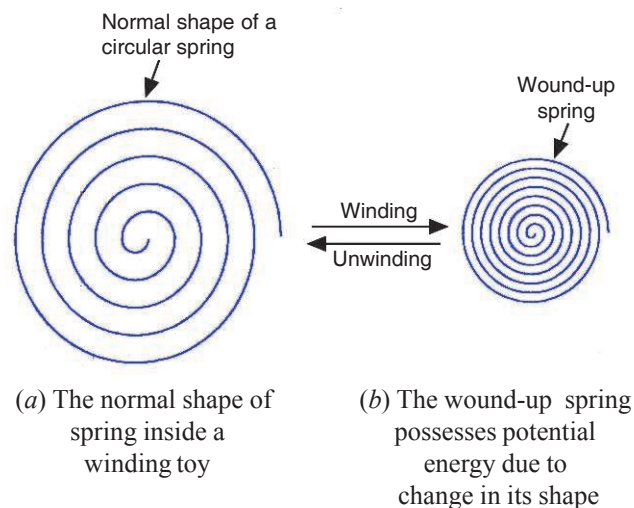 Normal shape of a
circular spring
Wound-up
spring
Winding
Unwinding
(a) The normal shape of
spring inside a
winding toy
(b) The wound-up spring
possesses potential
energy due to
change in its shape